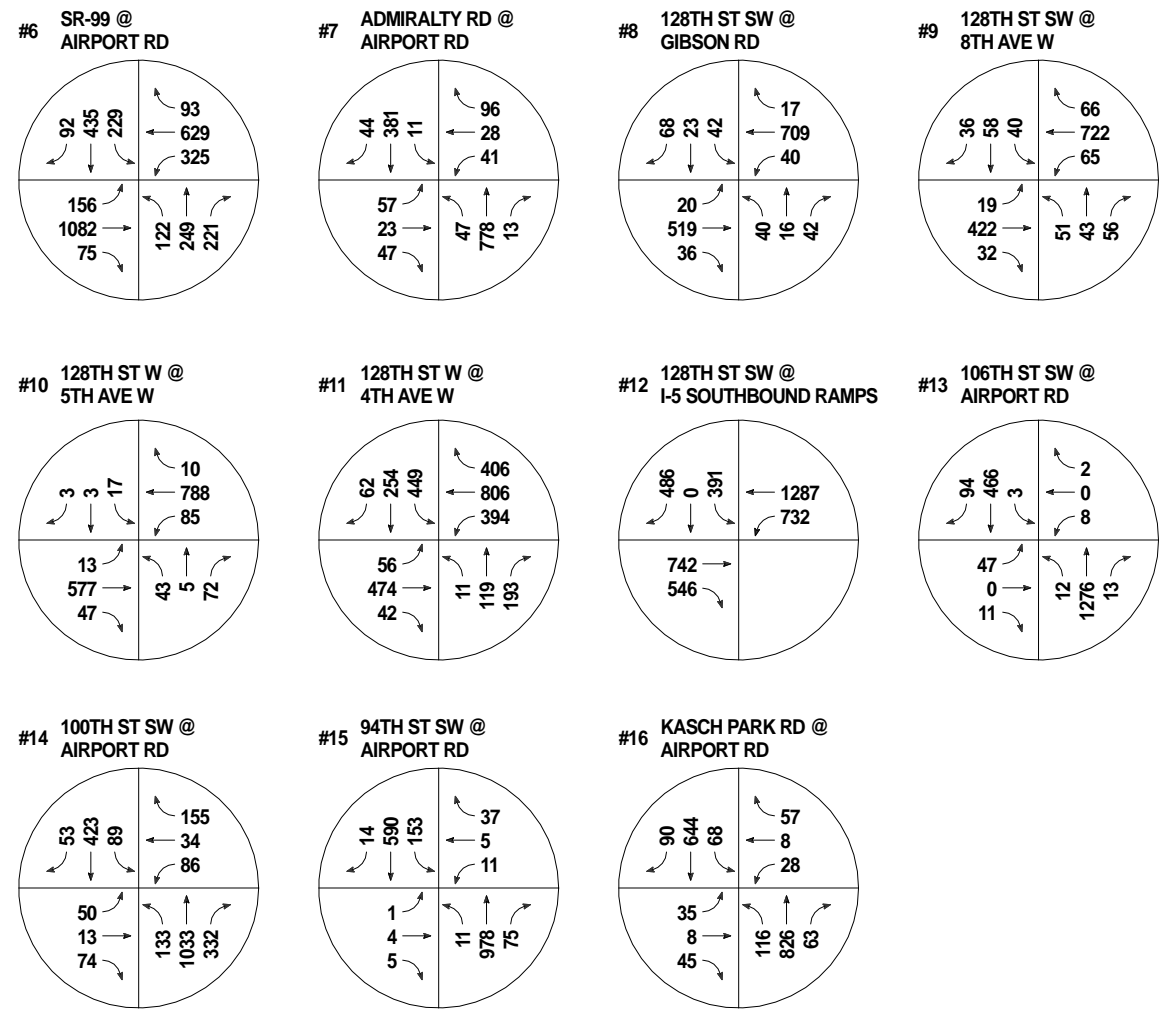 #6 SR-99 @
AIRPORT RD
92 435 229
93
629
325
156
1082
75
122 249 221
#7 ADMIRALTY RD @
AIRPORT RD
44 381 11
96
28
41
57
23
47
47 778 13
#8 128TH ST SW @
GIBSON RD
68 23 42
17
709
40
20
519
36
40 16 42
#9 128TH ST SW @
8TH AVE W
36 58 40
66
722
65
19
422
32
51 43 56
#10 128TH ST W @
5TH AVE W
3 3 17
10
788
85
13
577
47
43 5 72
#11 128TH ST W @
4TH AVE W
62 254 449
406
806
394
56
474
42
11 119 193
#12 128TH ST SW @
I-5 SOUTHBOUND RAMPS
486 0 391
1287
732
742
546
#13 106TH ST SW @
AIRPORT RD
94 466 3
2
0
8
47
0
11
12 1276 13
#14 100TH ST SW @
AIRPORT RD
53 423 89
155
34
86
50
13
74
133 1033 332
#15 94TH ST SW @
AIRPORT RD
14 590 153
37
5
11
1
4
5
11 978 75
#16 KASCH PARK RD @
AIRPORT RD
90 644 68
57
8
28
35
8
45
116 826 63